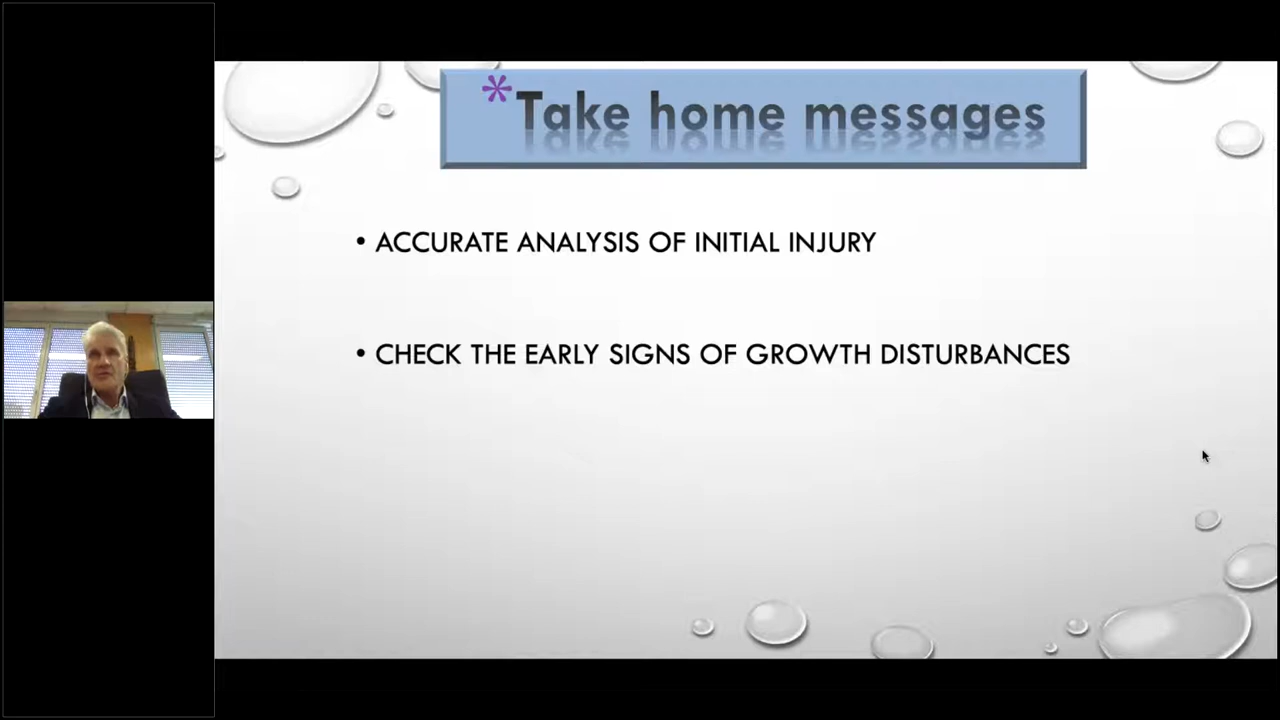 *Take home messages
• ACCURATE ANALYSIS OF INITIAL INJURY
• CHECK THE EARLY SIGNS OF GROWTH DISTURBANCES